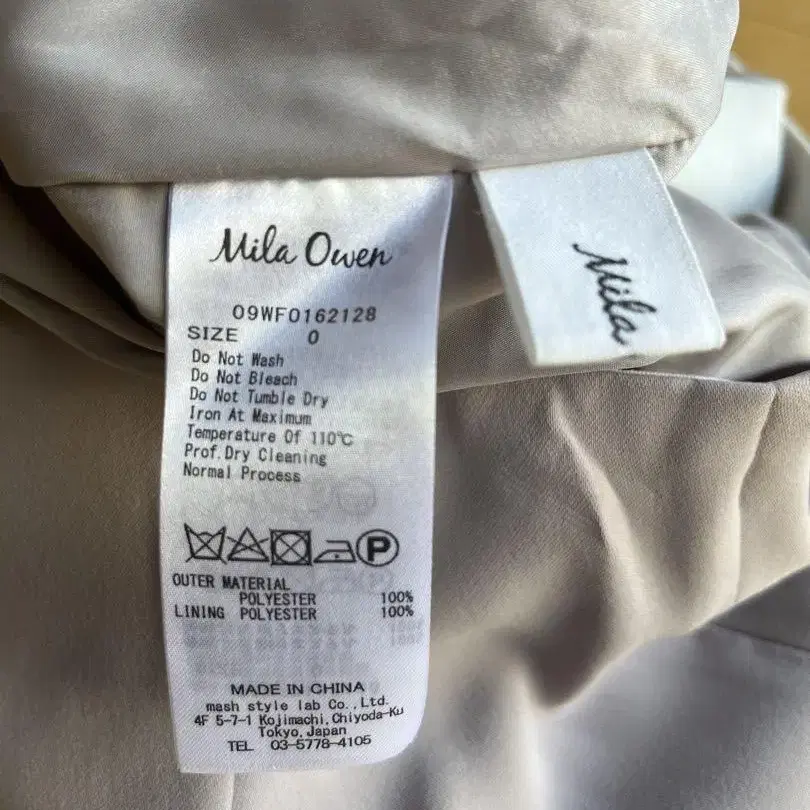 Mila Owen
09WF0162128
SIZE 0
Do Not Wash
Do Not Bleach
Do Not Tumble Dry
Iron At Maximum
Temperature Of 110℃
Prof.Dry Cleaning
Normal Process
P
OUTER MATERIAL
POLYESTER 100%
LINING POLYESTER 100%
MADE IN CHINA
mash style lab Co.,Ltd.
4F 5-7-1 Kojimachi,Chiyoda-Ku
Tokyo,Japan
TEL 03-5778-4105
Mila